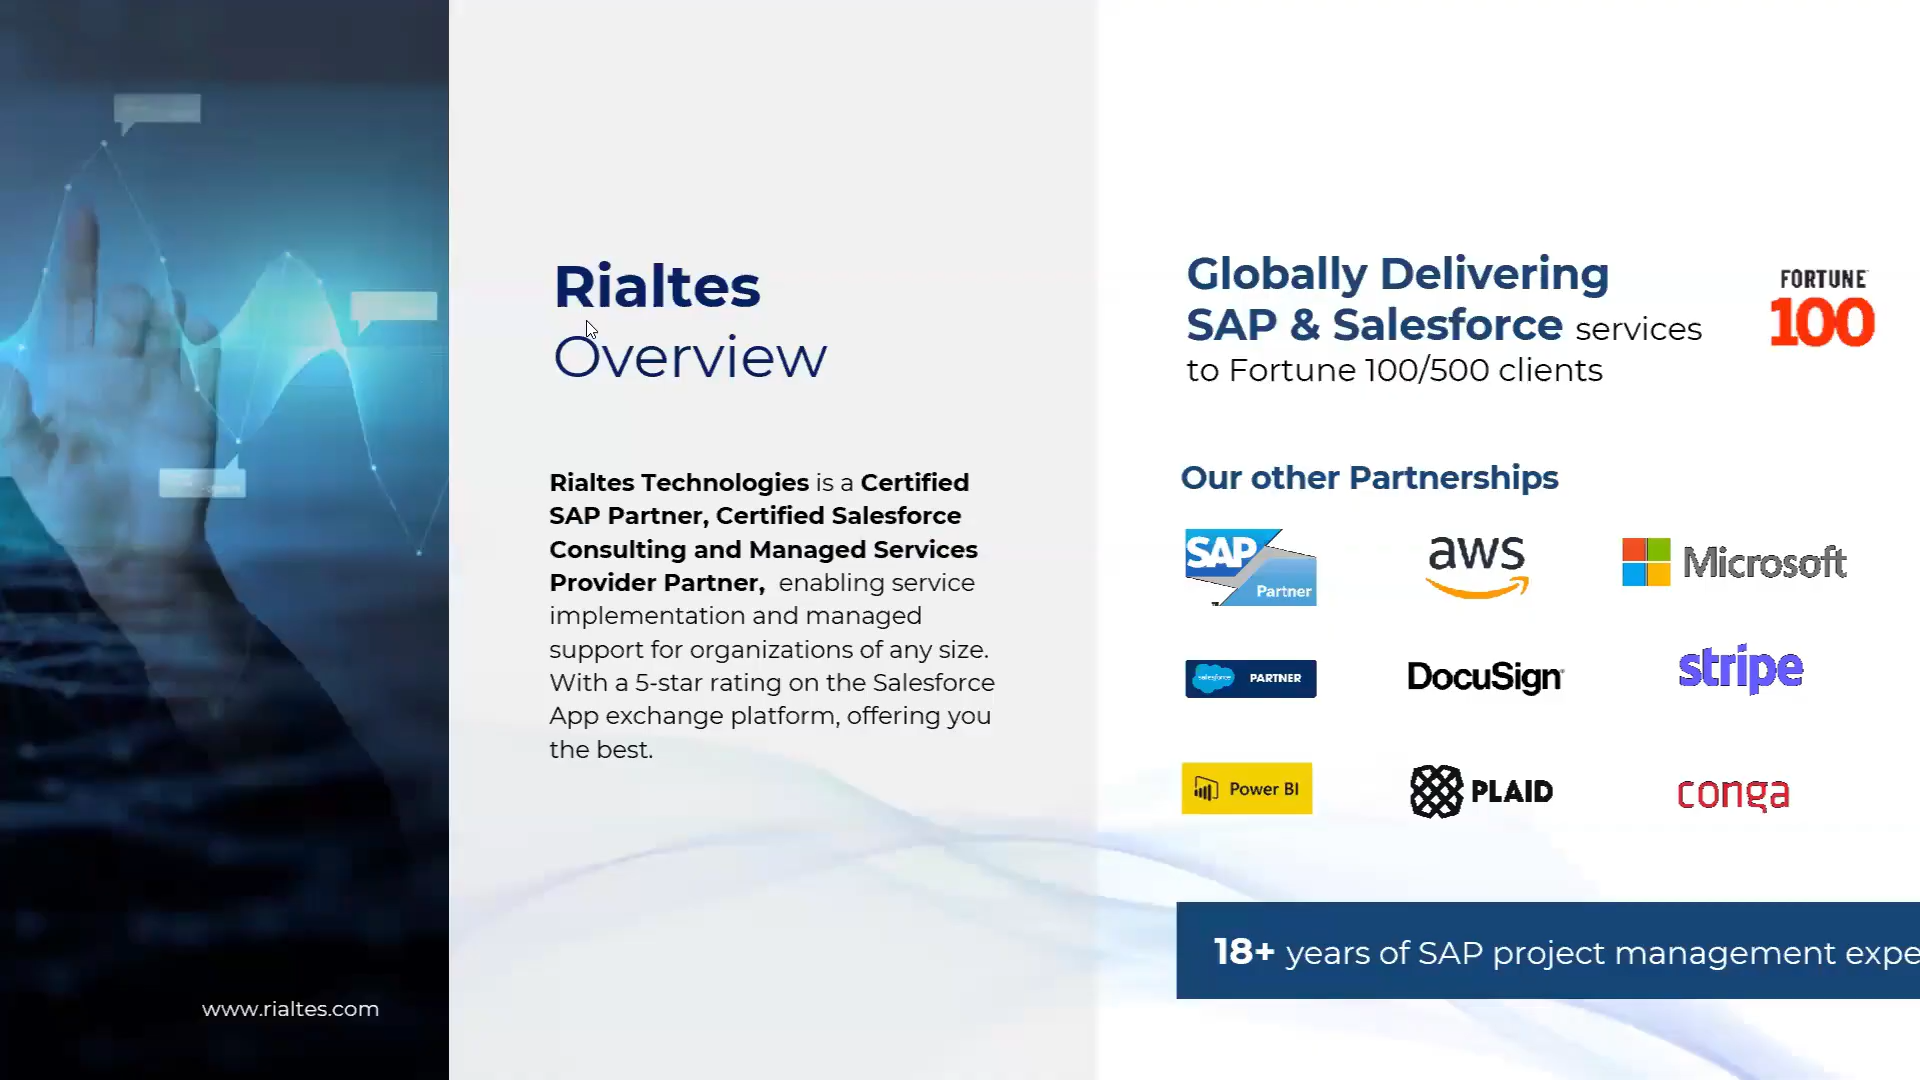 Rialtes
Overview
Rialtes Technologies is a Certified
SAP Partner, Certified Salesforce
Consulting and Managed Services
Provider Partner, enabling service
implementation and managed
support for organizations of any size.
With a 5-star rating on the Salesforce
App exchange platform, offering you
the best.
www.rialtes.com
Globally Delivering
SAP & Salesforce services
to Fortune 100/500 clients
FORTUNE
100
Our other Partnerships
SAP
Partner
aws
Microsoft
salesforce
PARTNER
DocuSign
stripe
Power BI
PLAID
conga
18+ years of SAP project management expe